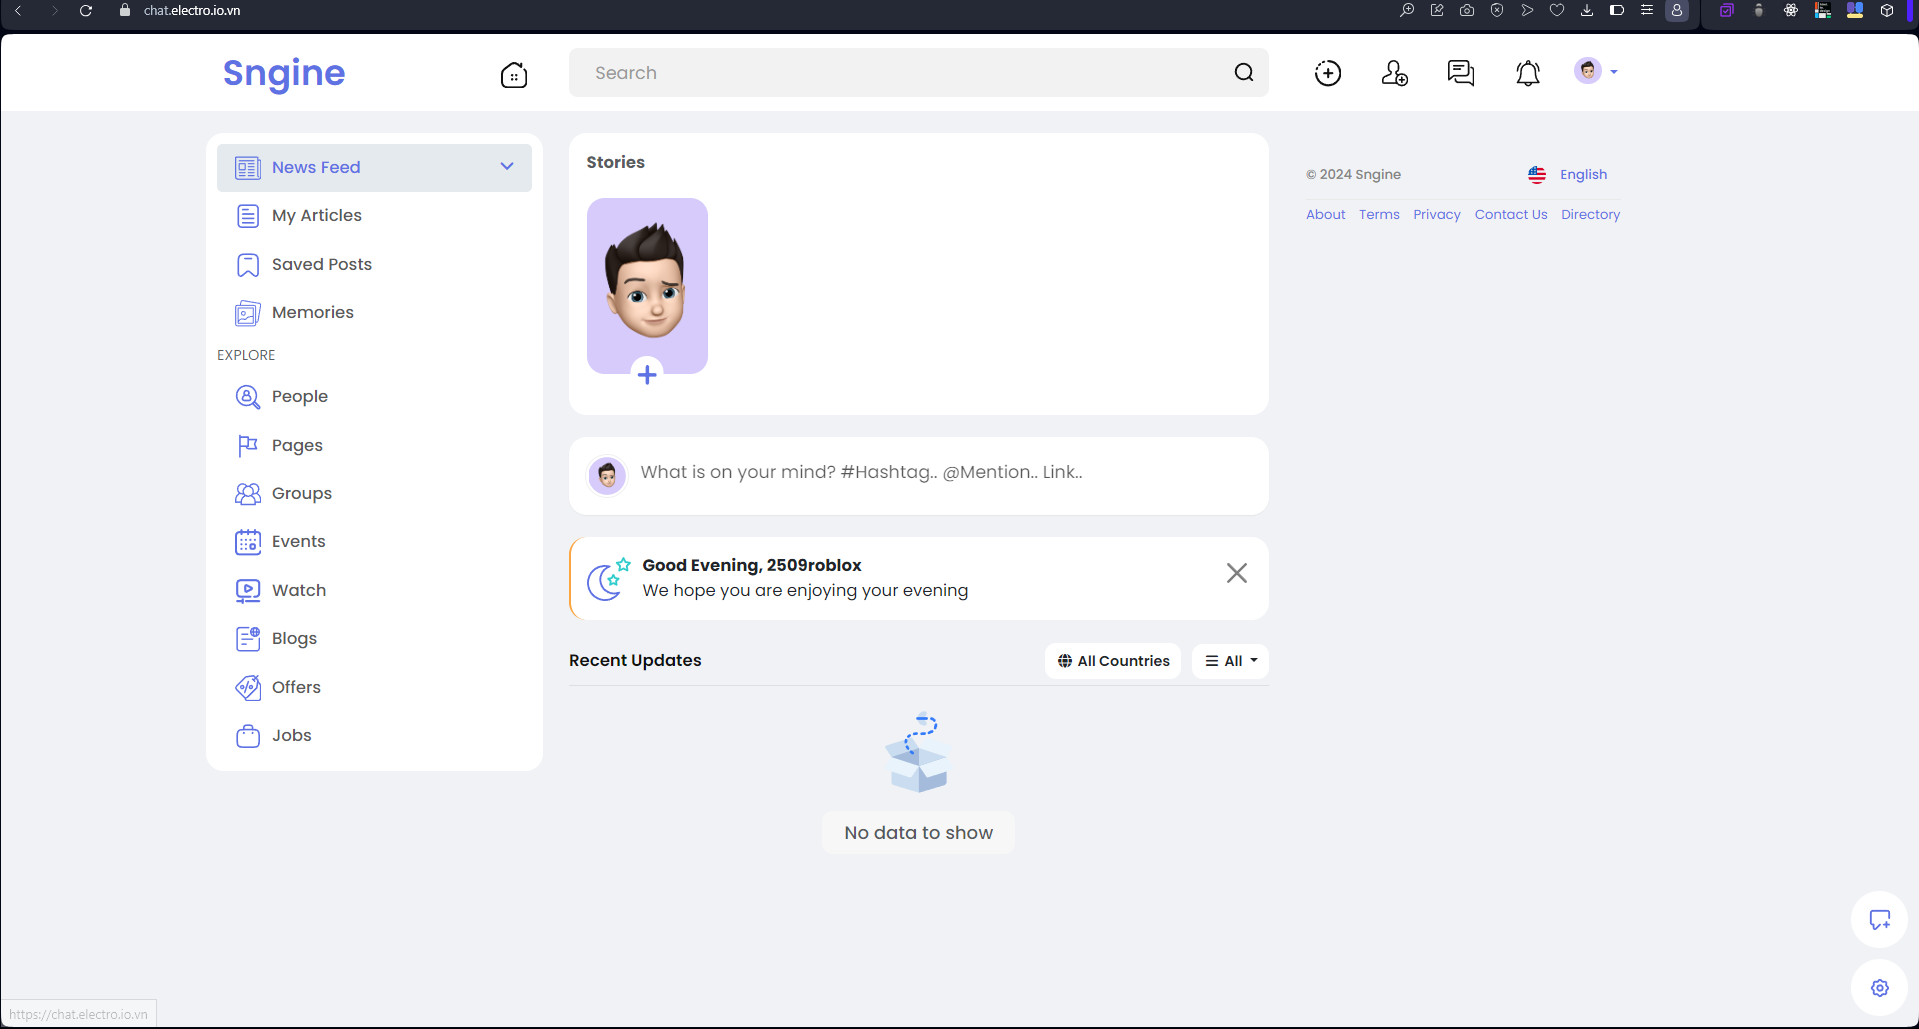 chat.electro.io.vn
Sngine
Search
News Feed
My Articles
Saved Posts
Memories
EXPLORE
People
Pages
Groups
Events
Watch
Blogs
Offers
Jobs
Stories
What is on your mind? #Hashtag.. @Mention.. Link..
Good Evening, 2509roblox
We hope you are enjoying your evening
Recent Updates
All Countries
All
No data to show
© 2024 Sngine
English
About Terms Privacy Contact Us Directory
https://chat.electro.io.vn